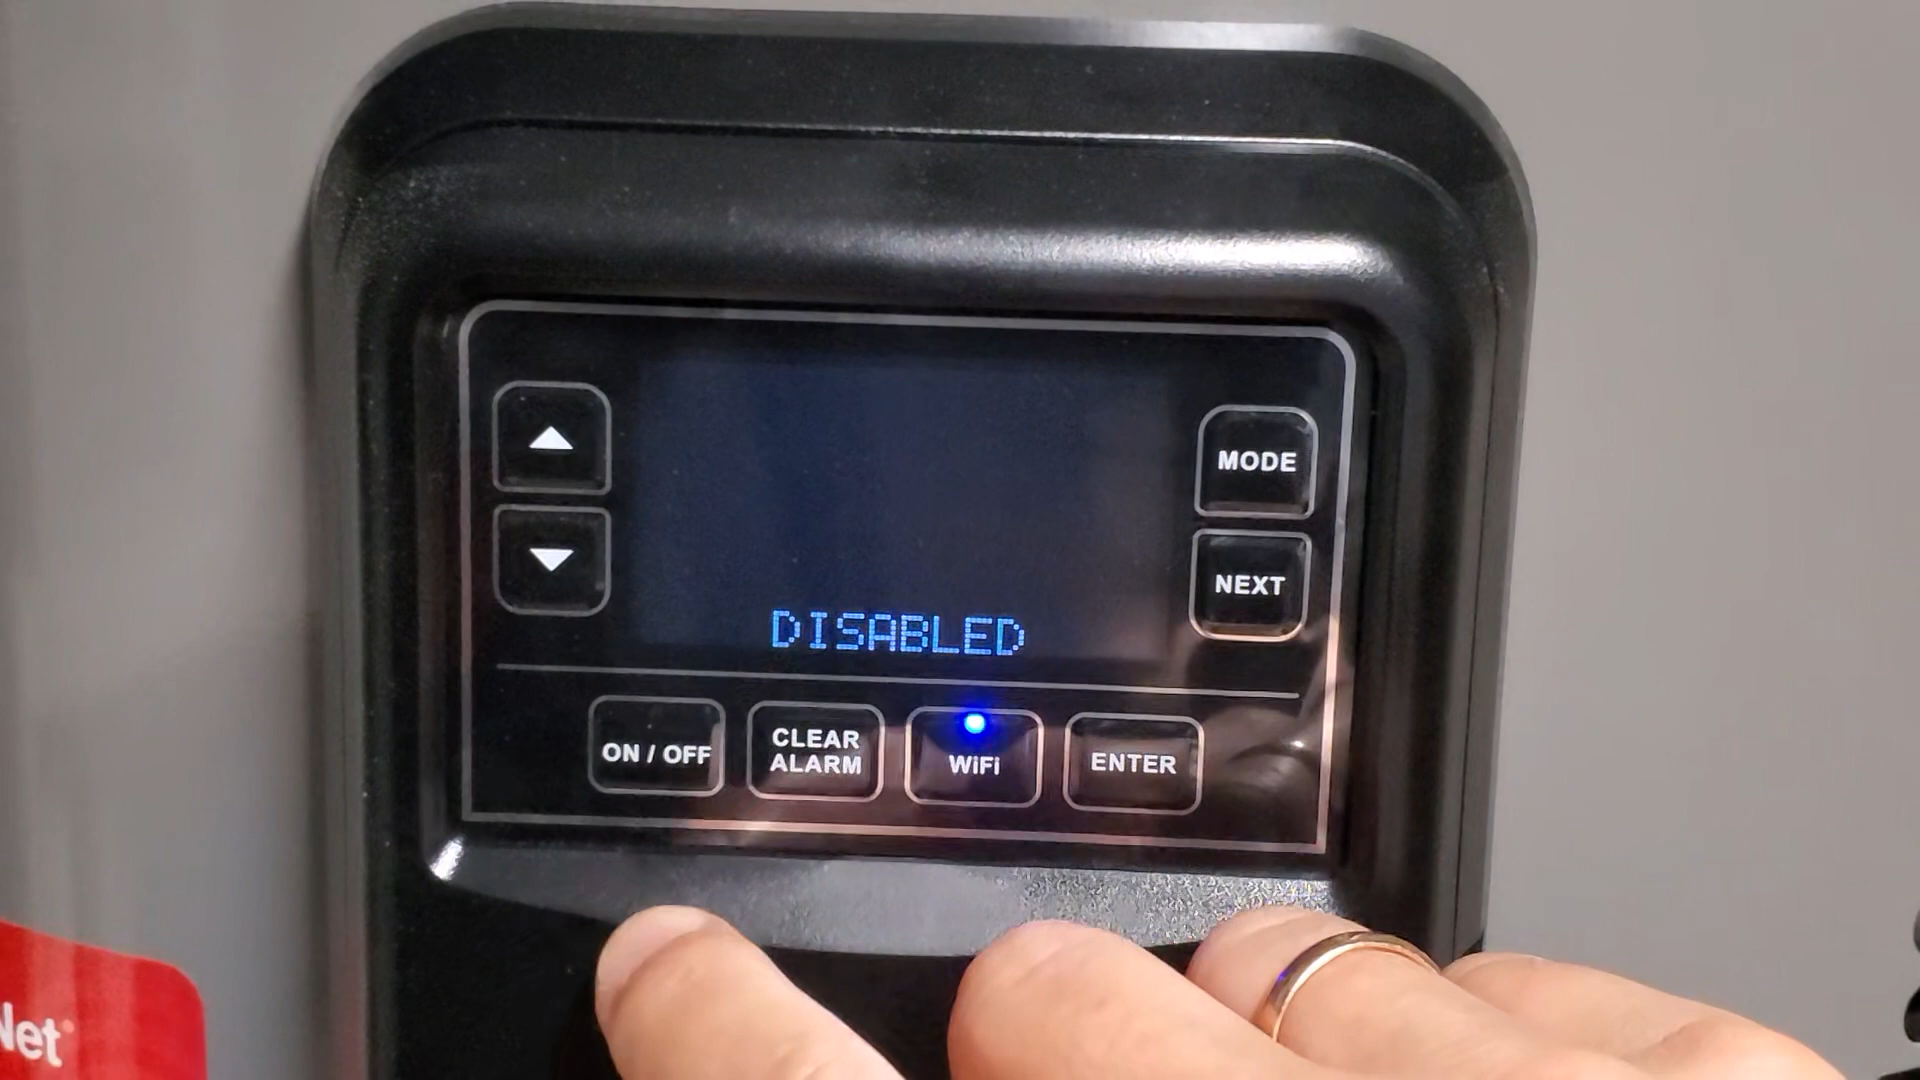 MODE
NEXT
DISABLED
ON / OFF
CLEAR
ALARM
WiFi
ENTER
Net